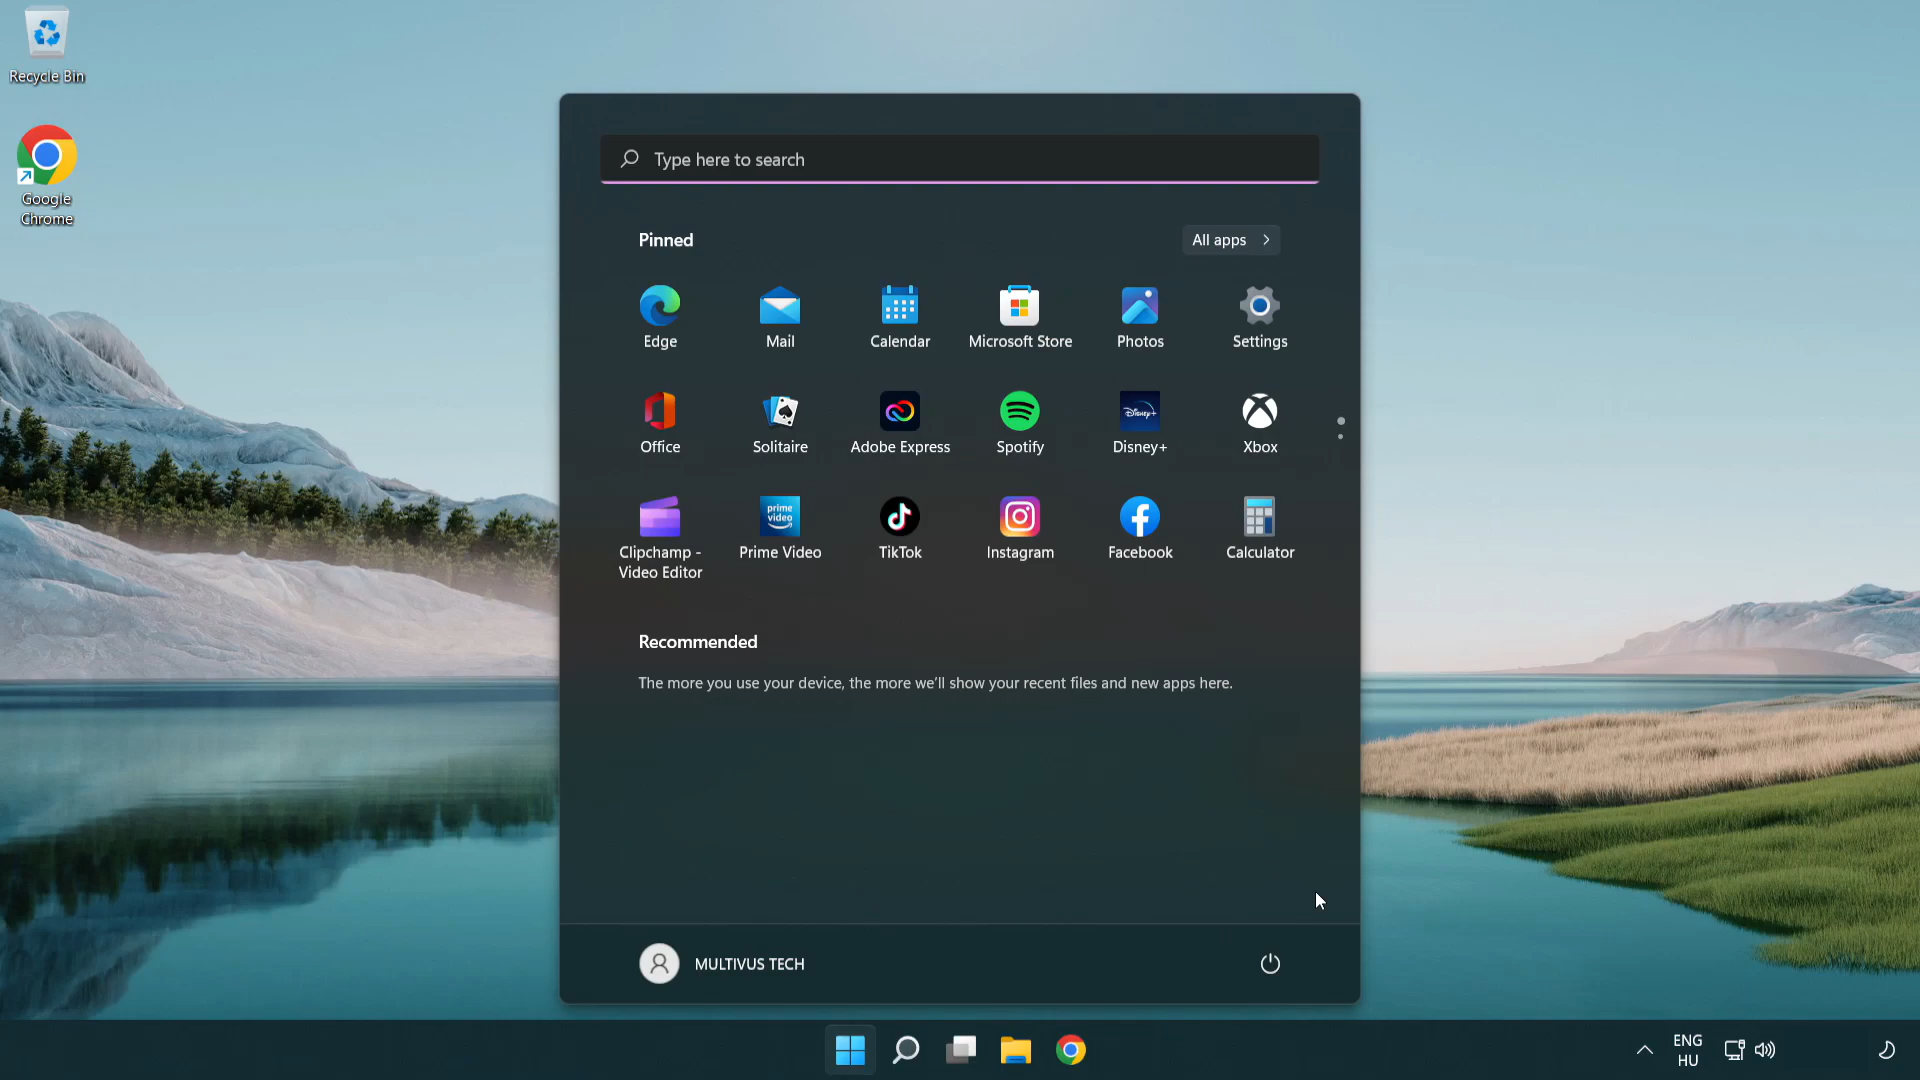 Recycle Bin
Google
Chrome
Type here to search
Pinned
All apps
Edge
Mail
Calendar
Microsoft Store
Photos
Settings
Office
Solitaire
Adobe Express
Disney+
Spotify
Disney+
Xbox
prime
video
Clipchamp -
Video Editor
Prime Video
TikTok
Instagram
Facebook
Calculator
Recommended
The more you use your device, the more we'll show your recent files and new apps here.
MULTIVUS TECH
ENG
HU